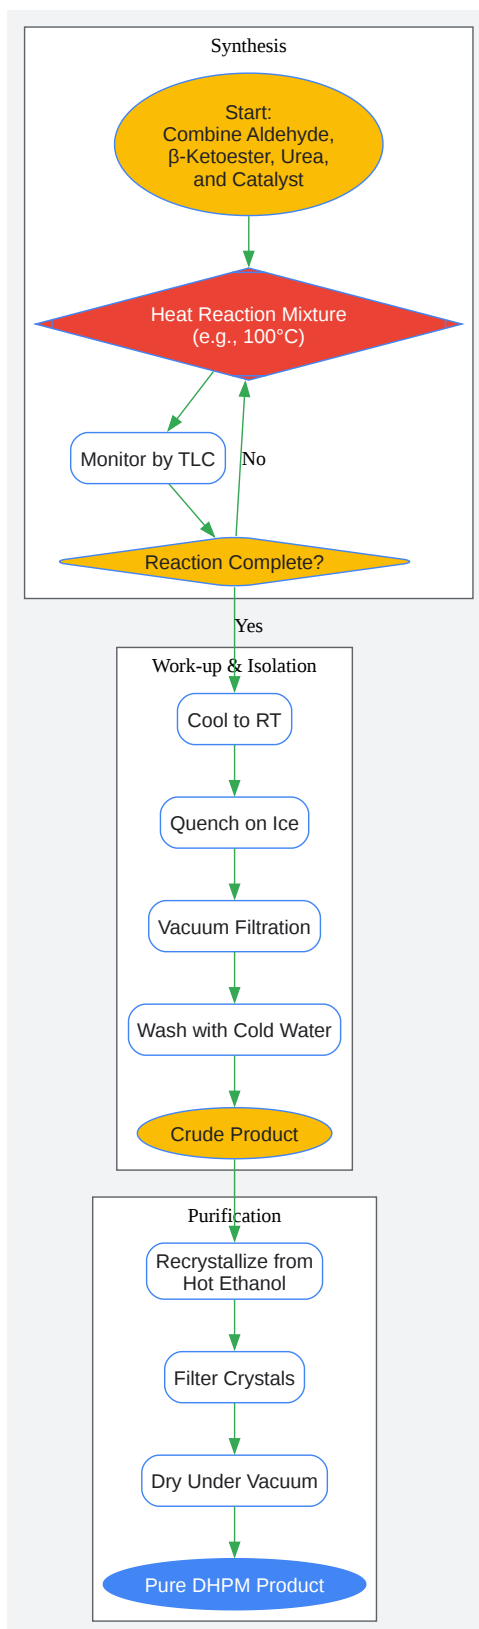 Synthesis
Start:
Combine Aldehyde,
β-Ketoester, Urea,
and Catalyst
Heat Reaction Mixture
(e.g., 100°C)
Monitor by TLC
No
Reaction Complete?
Yes
Work-up & Isolation
Cool to RT
Quench on Ice
Vacuum Filtration
Wash with Cold Water
Crude Product
Purification
Recrystallize from
Hot Ethanol
Filter Crystals
Dry Under Vacuum
Pure DHPM Product